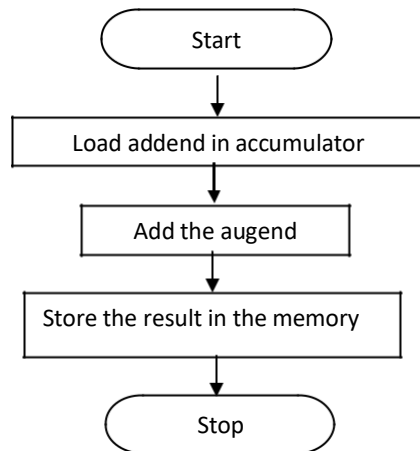 Start
Load addend in accumulator
Add the augend
Store the result in the memory
Stop